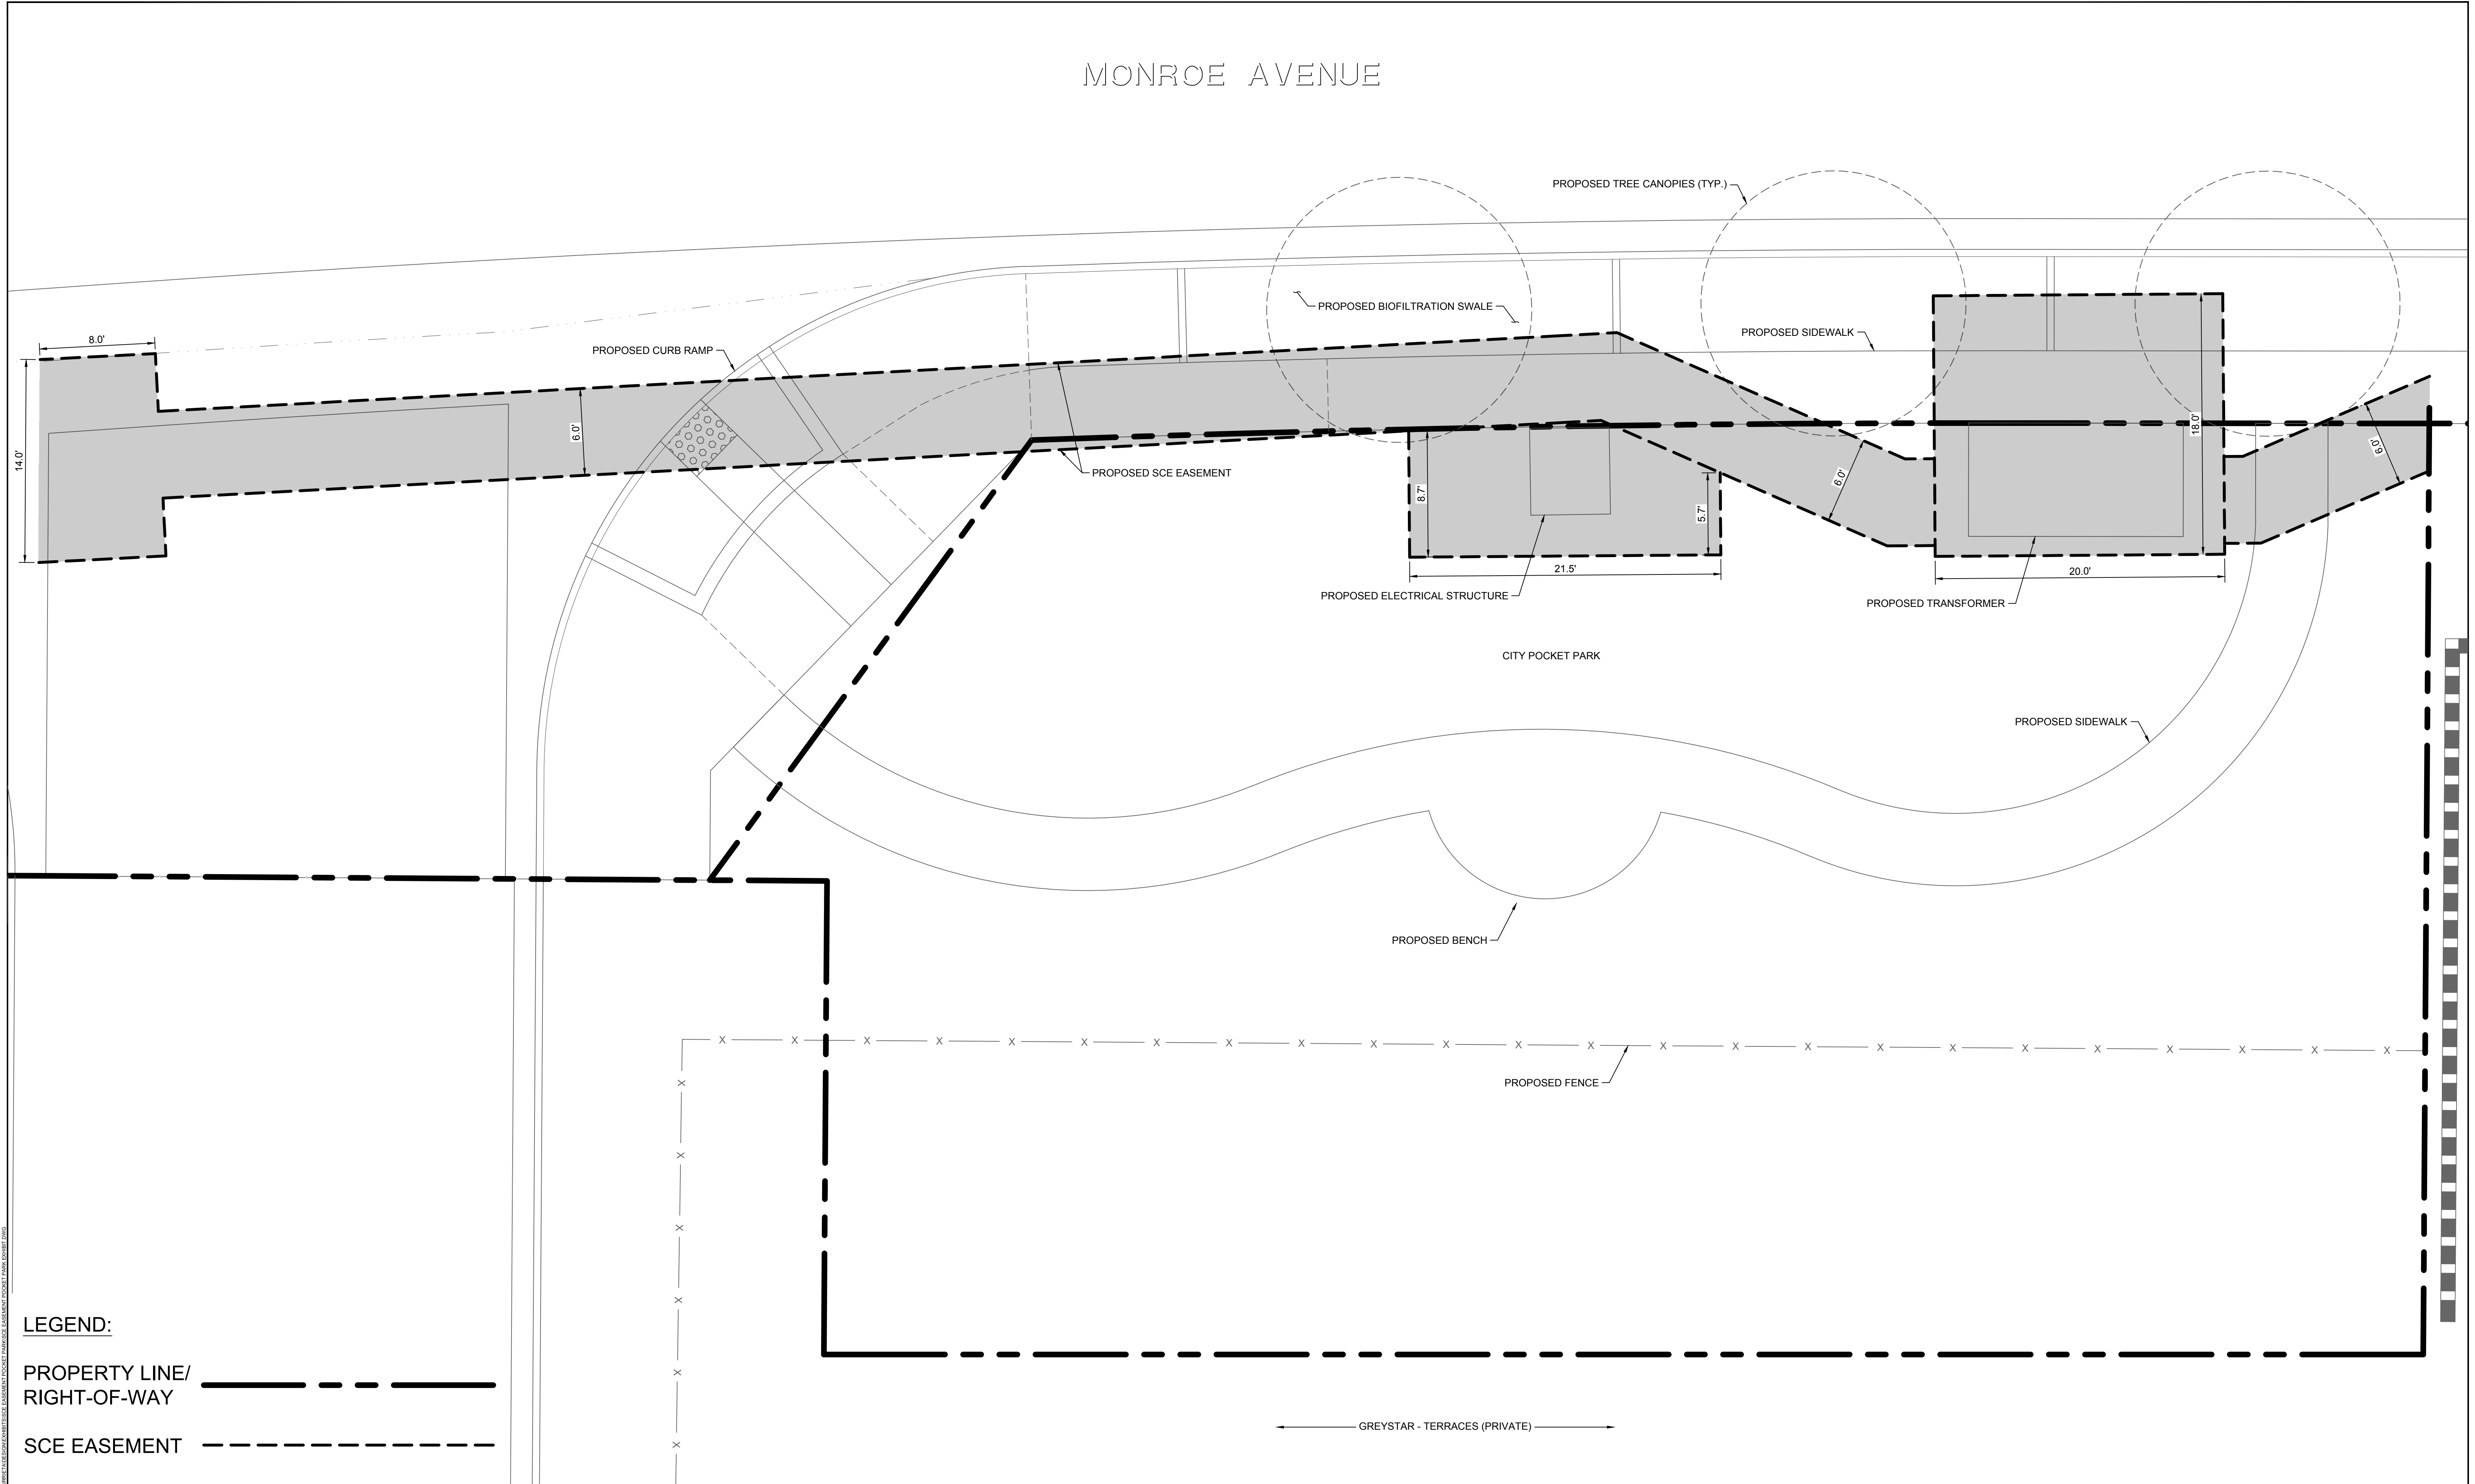 MONROE AVENUE
PROPOSED TREE CANOPIES (TYP.)
PROPOSED BIOFILTRATION SWALE
PROPOSED SIDEWALK
8.0'
PROPOSED CURB RAMP
14.0'
6.0'
18.0'
6.0'
PROPOSED SCE EASEMENT
8.7'
5.7'
6.0'
21.5'
20.0'
PROPOSED ELECTRICAL STRUCTURE
PROPOSED TRANSFORMER
CITY POCKET PARK
PROPOSED SIDEWALK
PROPOSED BENCH
X X X X X X X X X X X X X X X X X X X X X X X X
X
X
X
X
X
X
PROPOSED FENCE
LEGEND:
PROPERTY LINE/
RIGHT-OF-WAY
SCE EASEMENT
GREYSTAR - TERRACES (PRIVATE)